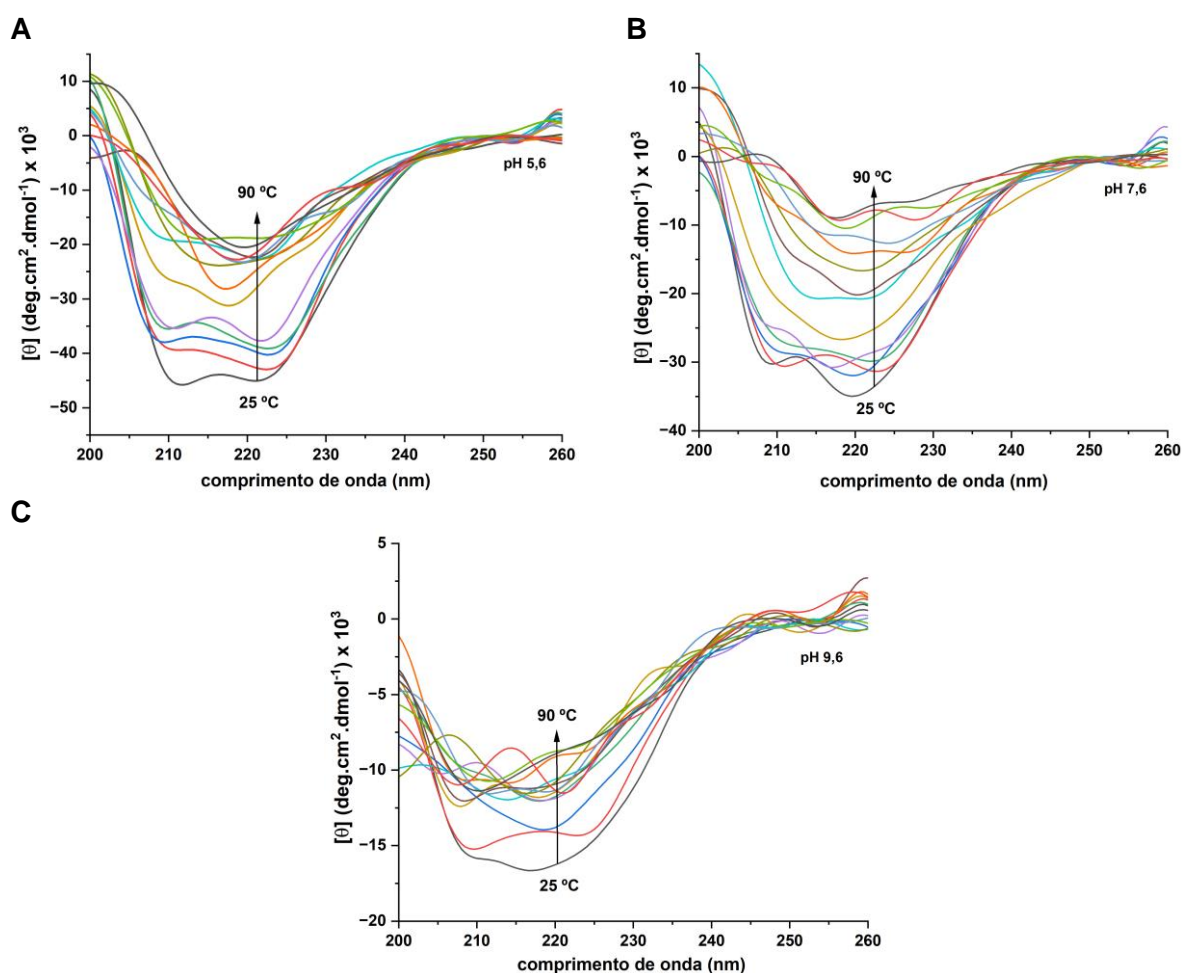 A
10
0
−10
−20
−30
−40
−50
[θ] (deg.cm².dmol⁻¹) x 10³
pH 5,6
90 ºC
25 ºC
200 210 220 230 240 250 260
comprimento de onda (nm)
B
10
0
−10
−20
−30
−40
[θ] (deg.cm².dmol⁻¹) x 10³
90 ºC
pH 7,6
25 ºC
200 210 220 230 240 250 260
comprimento de onda (nm)
C
5
0
−5
−10
−15
−20
[θ] (deg.cm².dmol⁻¹) x 10³
pH 9,6
90 ºC
25 ºC
200 210 220 230 240 250 260
comprimento de onda (nm)